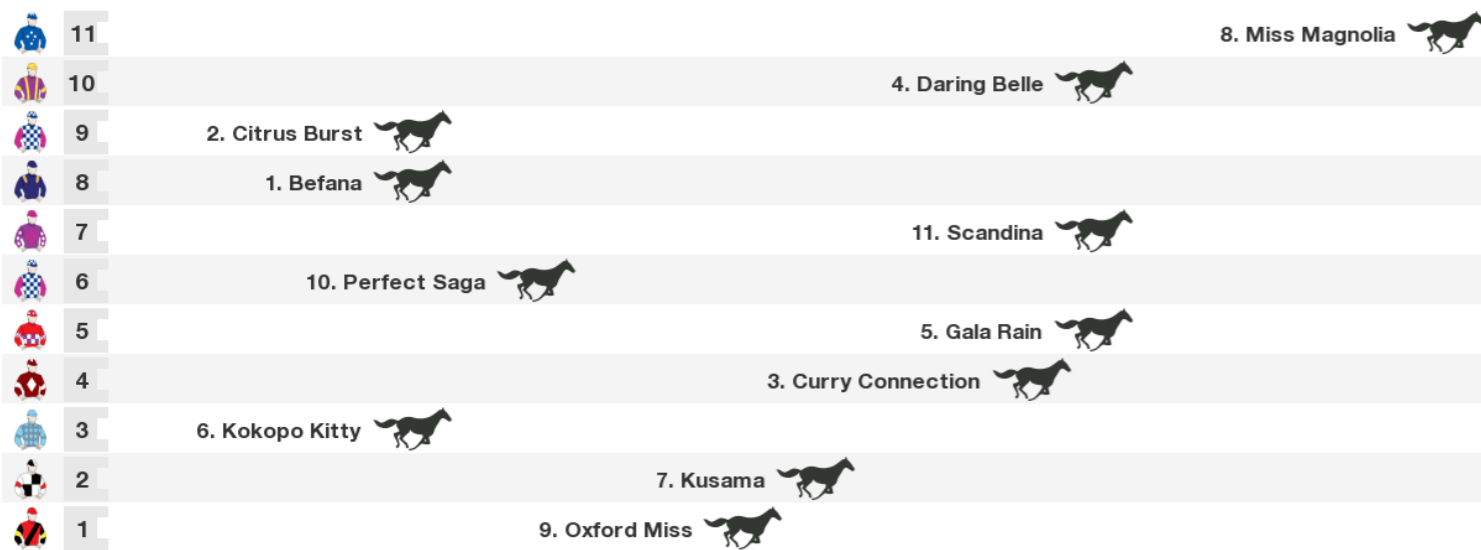 11 8. Miss Magnolia
10 4. Daring Belle
9 2. Citrus Burst
8 1. Befana
7 11. Scandina
6 10. Perfect Saga
5 5. Gala Rain
4 3. Curry Connection
3 6. Kokopo Kitty
2 7. Kusama
1 9. Oxford Miss